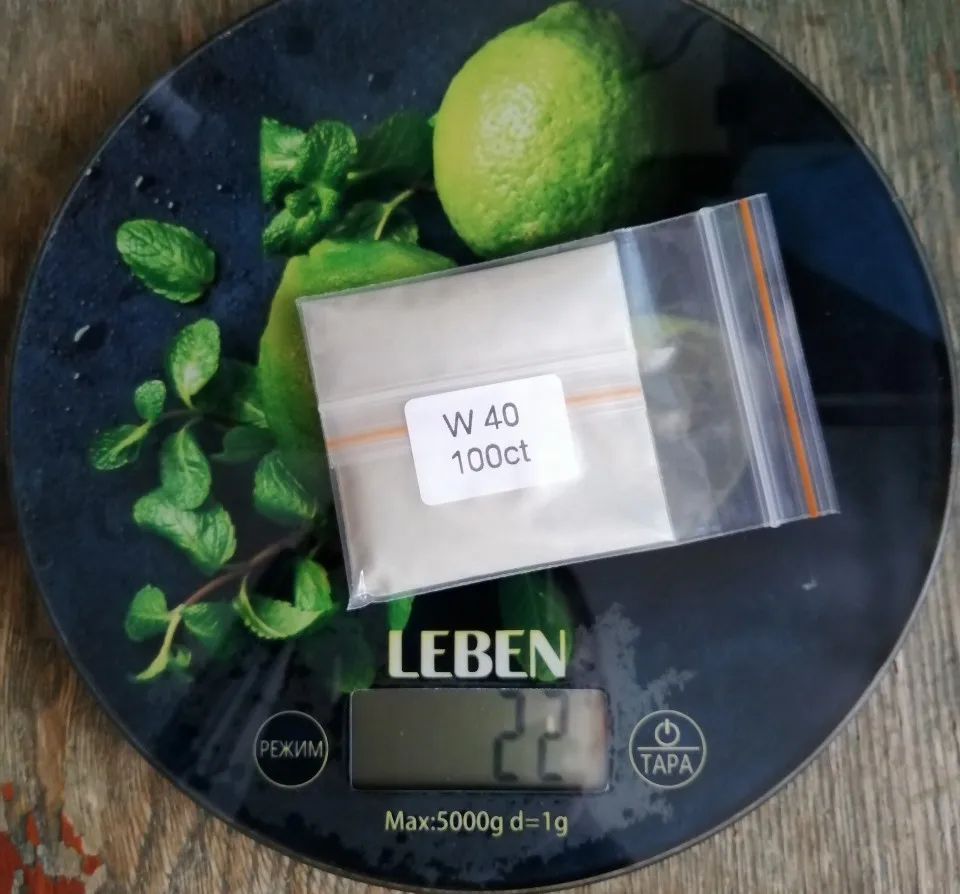 W 40
100ct
LEBEN
РЕЖИМ
22
ТАРА
Max:5000g d=1g